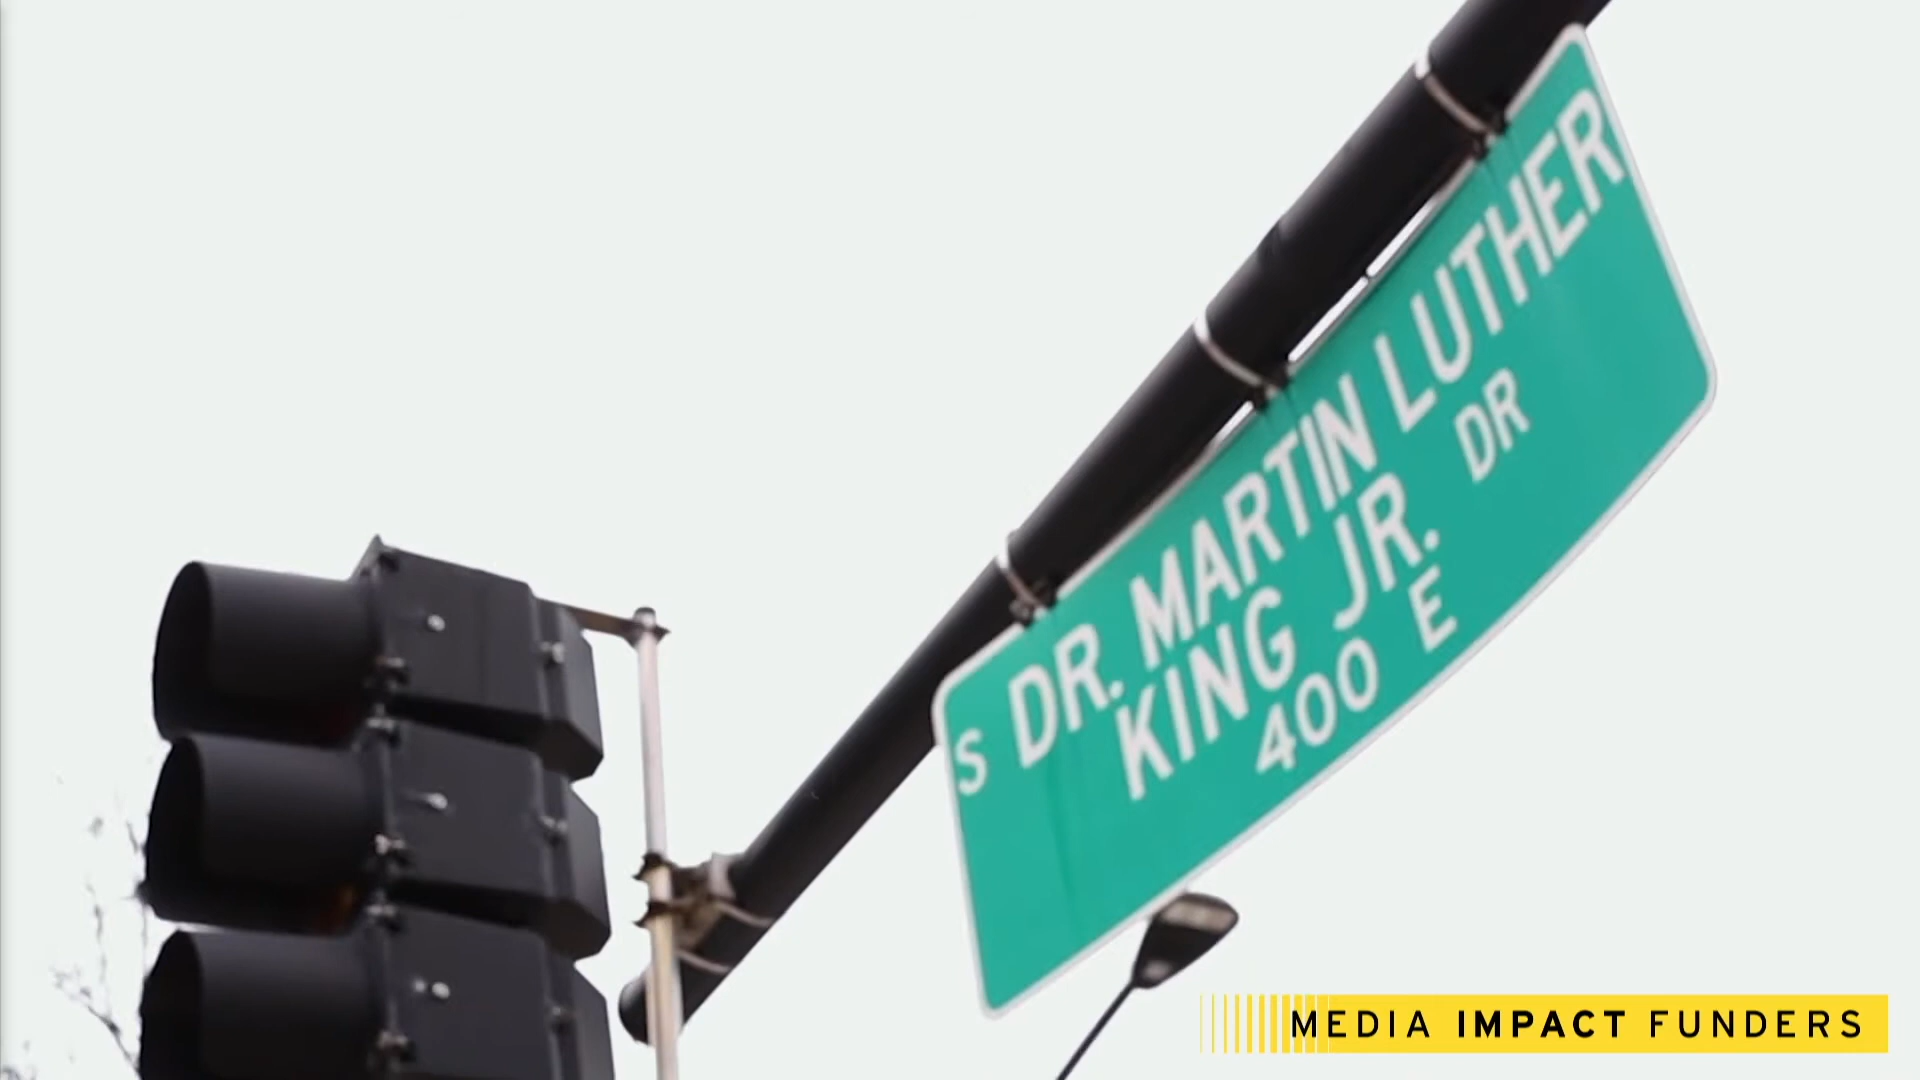 S DR. MARTIN LUTHER
KING JR. DR
400 E
MEDIA IMPACT FUNDERS